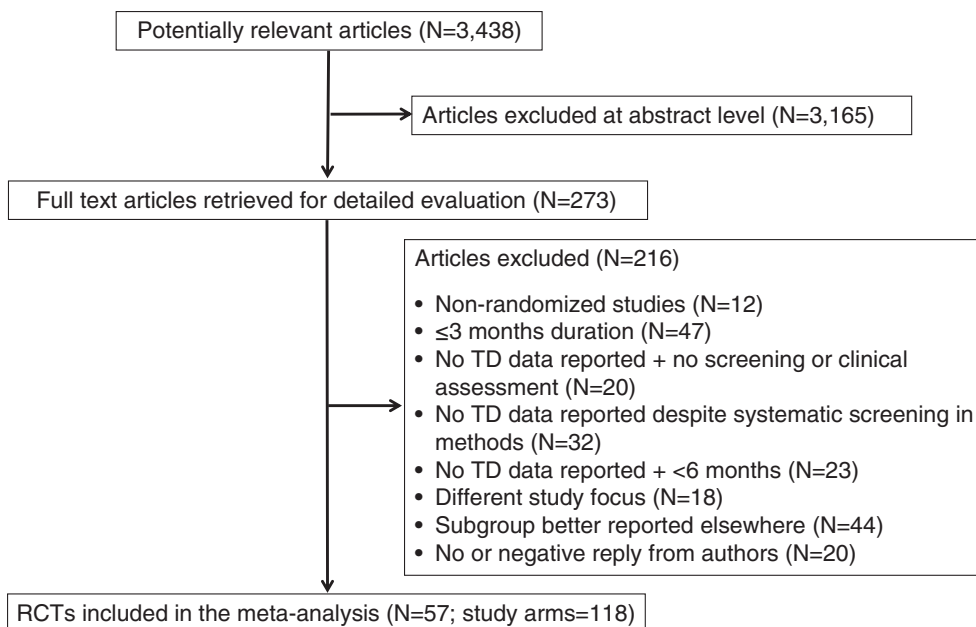 Potentially relevant articles (N=3,438)
Articles excluded at abstract level (N=3,165)
Full text articles retrieved for detailed evaluation (N=273)
Articles excluded (N=216)
• Non-randomized studies (N=12)
• ≤3 months duration (N=47)
• No TD data reported + no screening or clinical
assessment (N=20)
• No TD data reported despite systematic screening in
methods (N=32)
• No TD data reported + <6 months (N=23)
• Different study focus (N=18)
• Subgroup better reported elsewhere (N=44)
• No or negative reply from authors (N=20)
RCTs included in the meta-analysis (N=57; study arms=118)